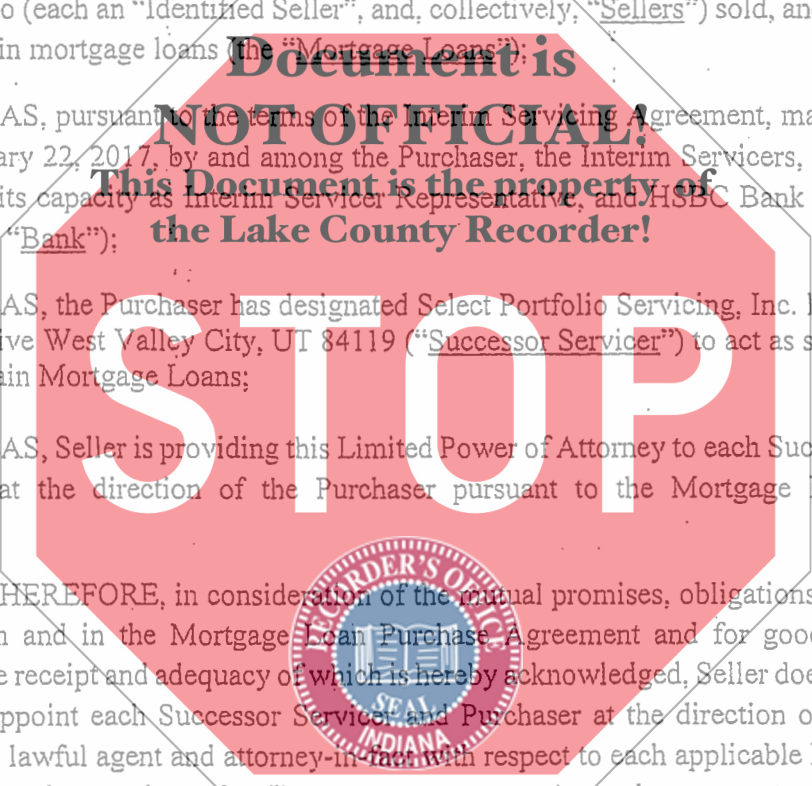 o (each an “Identified Seller”, and, collectively, “Sellers”) sold, an
in mortgage loans (the “Mortgage Loans”);
Document is
NOT OFFICIAL!
This Document is the property of
the Lake County Recorder!
AS, pursuant to the terms of the Interim Servicing Agreement, ma
ary 22, 2017, by and among the Purchaser, the Interim Servicers,
its capacity as Interim Servicer Representative, and HSBC Bank
“Bank”);
STOP
AS, the Purchaser has designated Select Portfolio Servicing, Inc.
ive West Valley City, UT 84119 (“Successor Servicer”) to act as s
ain Mortgage Loans;
AS, Seller is providing this Limited Power of Attorney to each Suc
at the direction of the Purchaser pursuant to the Mortgage
HEREFORE, in consideration of the mutual promises, obligations
n and in the Mortgage Loan Purchase Agreement and for good
e receipt and adequacy of which is hereby acknowledged, Seller doe
ppoint each Successor Servicer and Purchaser at the direction o
lawful agent and attorney-in-fact with respect to each applicable
RECORDER'S OFFICE
SEAL
INDIANA